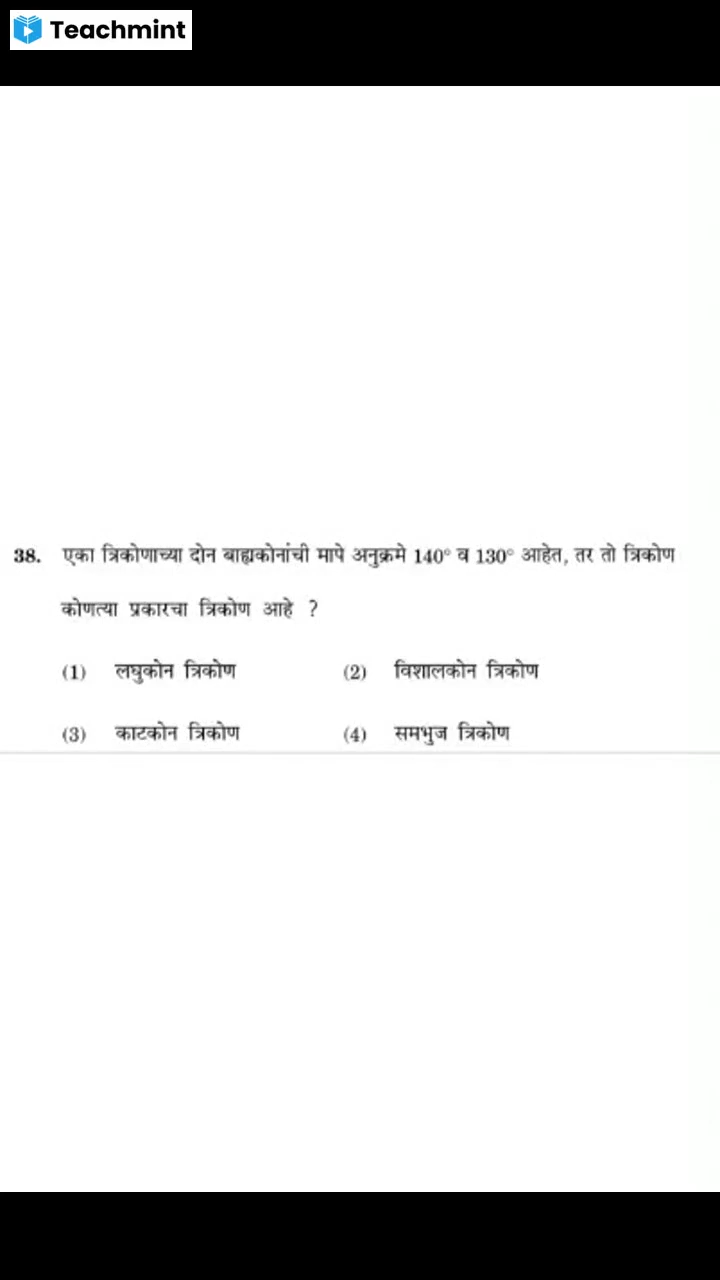 Teachmint
38. एका त्रिकोणाच्या दोन बाह्यकोनांची मापे अनुक्रमे 140° व 130° आहेत, तर तो त्रिकोण
कोणत्या प्रकारचा त्रिकोण आहे ?
(1) लघुकोन त्रिकोण (2) विशालकोन त्रिकोण
(3) काटकोन त्रिकोण (4) समभुज त्रिकोण